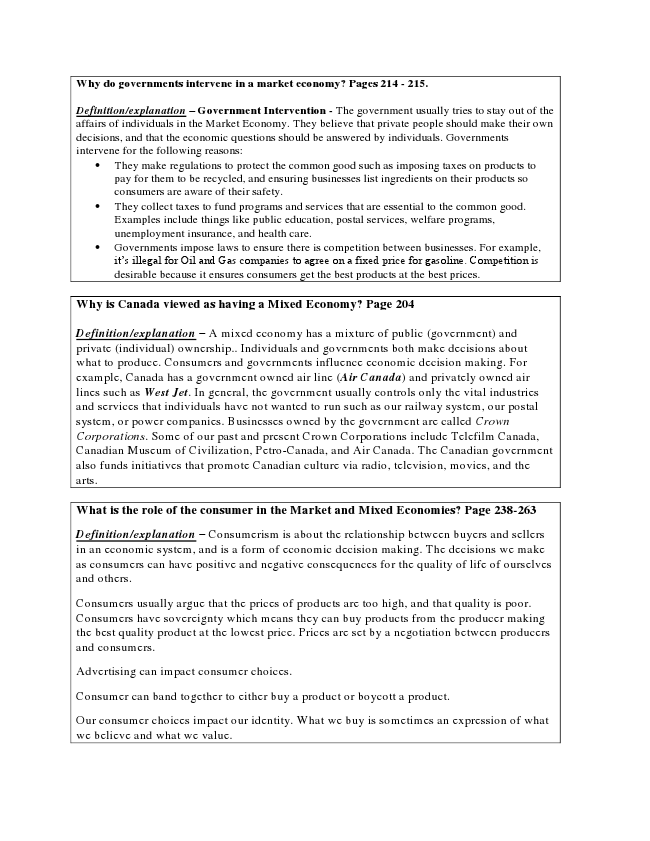 Why do governments intervene in a market economy? Pages 214 - 215.
Definition/explanation – Government Intervention - The government usually tries to stay out of the
affairs of individuals in the Market Economy. They believe that private people should make their own
decisions, and that the economic questions should be answered by individuals. Governments
intervene for the following reasons:
• They make regulations to protect the common good such as imposing taxes on products to
pay for them to be recycled, and ensuring businesses list ingredients on their products so
consumers are aware of their safety.
• They collect taxes to fund programs and services that are essential to the common good.
Examples include things like public education, postal services, welfare programs,
unemployment insurance, and health care.
• Governments impose laws to ensure there is competition between businesses. For example,
it's illegal for Oil and Gas companies to agree on a fixed price for gasoline. Competition is
desirable because it ensures consumers get the best products at the best prices.
Why is Canada viewed as having a Mixed Economy? Page 204
Definition/explanation – A mixed economy has a mixture of public (government) and
private (individual) ownership.. Individuals and governments both make decisions about
what to produce. Consumers and governments influence economic decision making. For
example, Canada has a government owned air line (Air Canada) and privately owned air
lines such as West Jet. In general, the government usually controls only the vital industries
and services that individuals have not wanted to run such as our railway system, our postal
system, or power companies. Businesses owned by the government are called Crown
Corporations. Some of our past and present Crown Corporations include Telefilm Canada,
Canadian Museum of Civilization, Petro-Canada, and Air Canada. The Canadian government
also funds initiatives that promote Canadian culture via radio, television, movies, and the
arts.
What is the role of the consumer in the Market and Mixed Economies? Page 238-263
Definition/explanation – Consumerism is about the relationship between buyers and sellers
in an economic system, and is a form of economic decision making. The decisions we make
as consumers can have positive and negative consequences for the quality of life of ourselves
and others.
Consumers usually argue that the prices of products are too high, and that quality is poor.
Consumers have sovereignty which means they can buy products from the producer making
the best quality product at the lowest price. Prices are set by a negotiation between producers
and consumers.
Advertising can impact consumer choices.
Consumer can band together to either buy a product or boycott a product.
Our consumer choices impact our identity. What we buy is sometimes an expression of what
we believe and what we value.